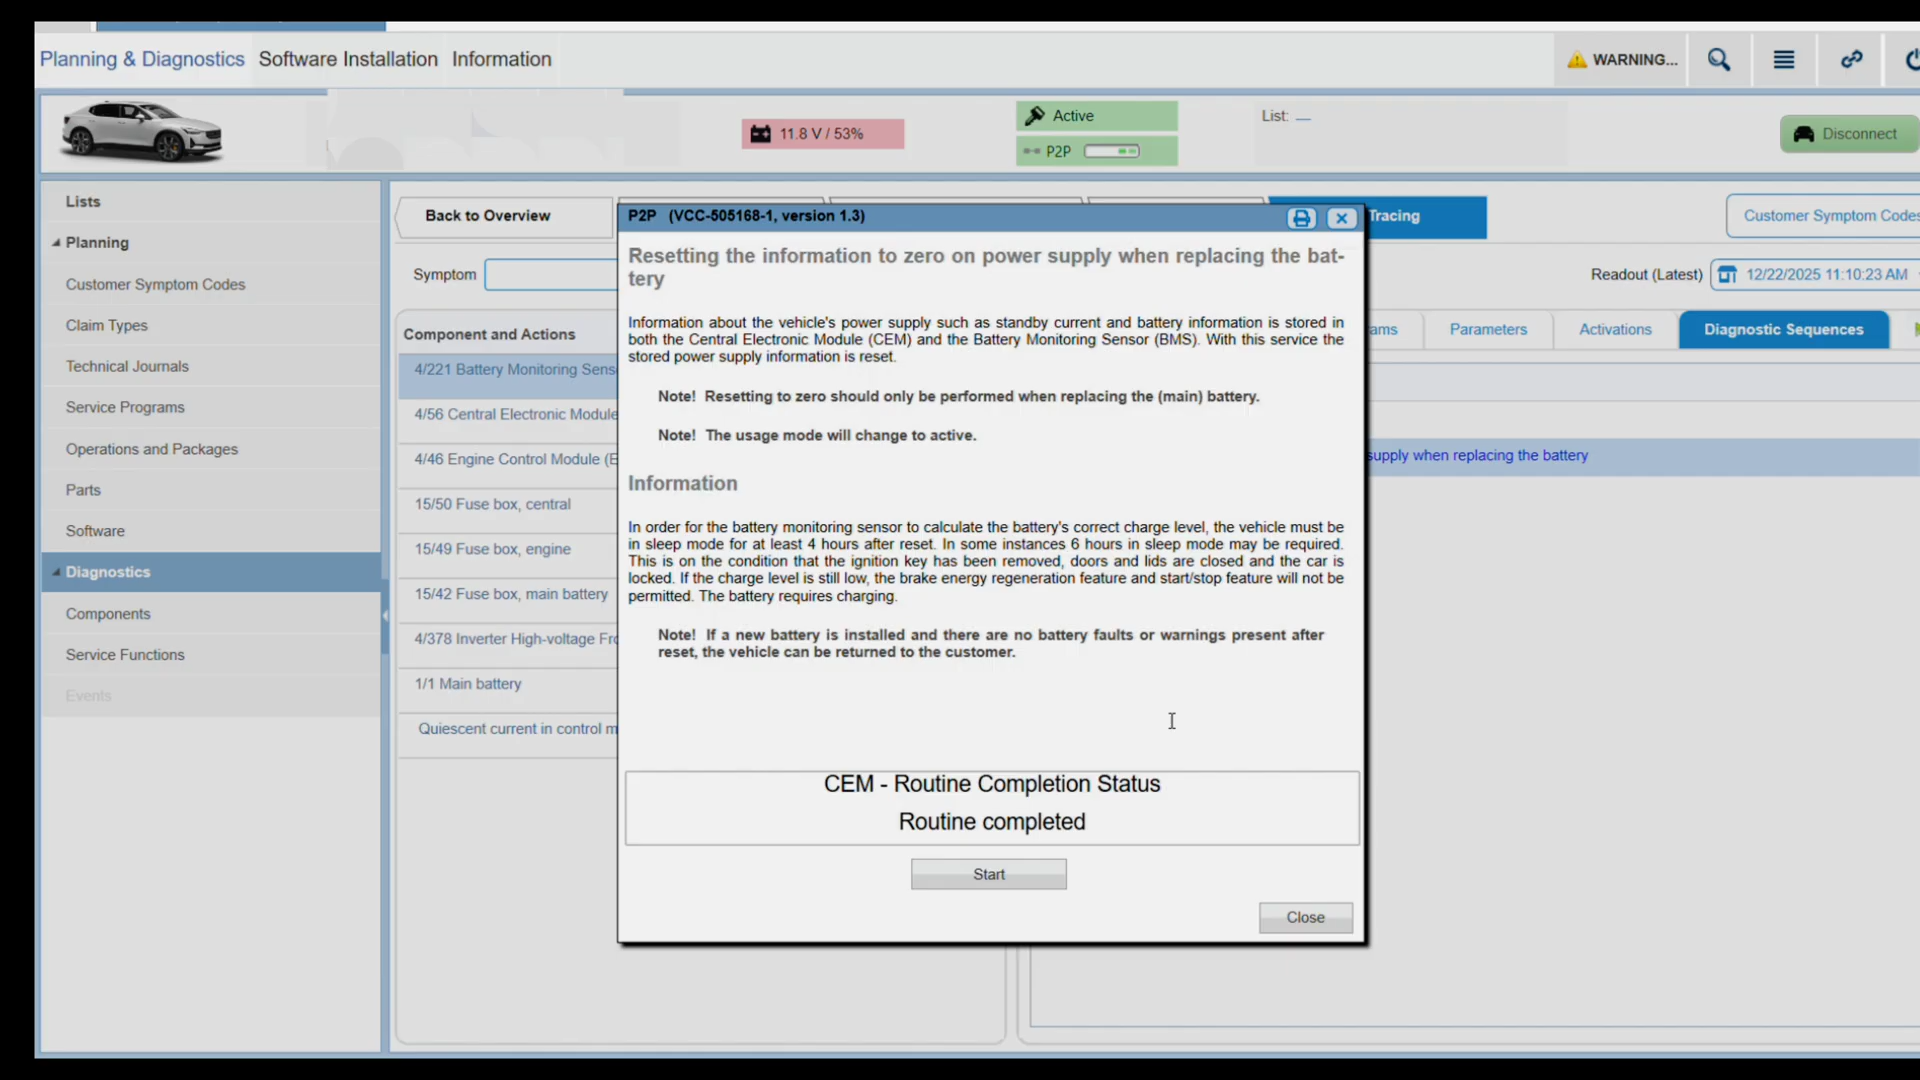 Planning & Diagnostics
Software Installation
Information
WARNING...
11.8 V / 53%
Active
P2P
List:
Disconnect
Lists
Planning
Customer Symptom Codes
Claim Types
Technical Journals
Service Programs
Operations and Packages
Parts
Software
Diagnostics
Components
Service Functions
Events
Back to Overview
Tracing
Customer Symptom Codes
Symptom
Readout (Latest)
12/22/2025 11:10:23 AM
Component and Actions
Parameters
Activations
Diagnostic Sequences
4/221 Battery Monitoring
4/56 Central Electronic Module
4/46 Engine Control Module
15/50 Fuse box, central
15/49 Fuse box, engine
15/42 Fuse box, main battery
4/378 Inverter High-voltage
1/1 Main battery
Quiescent current in control
supply when replacing the battery
P2P (VCC-505168-1, version 1.3)
Resetting the information to zero on power supply when replacing the bat-
tery
Information about the vehicle's power supply such as standby current and battery information is stored in
both the Central Electronic Module (CEM) and the Battery Monitoring Sensor (BMS). With this service the
stored power supply information is reset.
Note! Resetting to zero should only be performed when replacing the (main) battery.
Note! The usage mode will change to active.
Information
In order for the battery monitoring sensor to calculate the battery's correct charge level, the vehicle must be
in sleep mode for at least 4 hours after reset. In some instances 6 hours in sleep mode may be required.
This is on the condition that the ignition key has been removed, doors and lids are closed and the car is
locked. If the charge level is still low, the brake energy regeneration feature and start/stop feature will not be
permitted. The battery requires charging.
Note! If a new battery is installed and there are no battery faults or warnings present after
reset, the vehicle can be returned to the customer.
CEM - Routine Completion Status
Routine completed
Start
Close